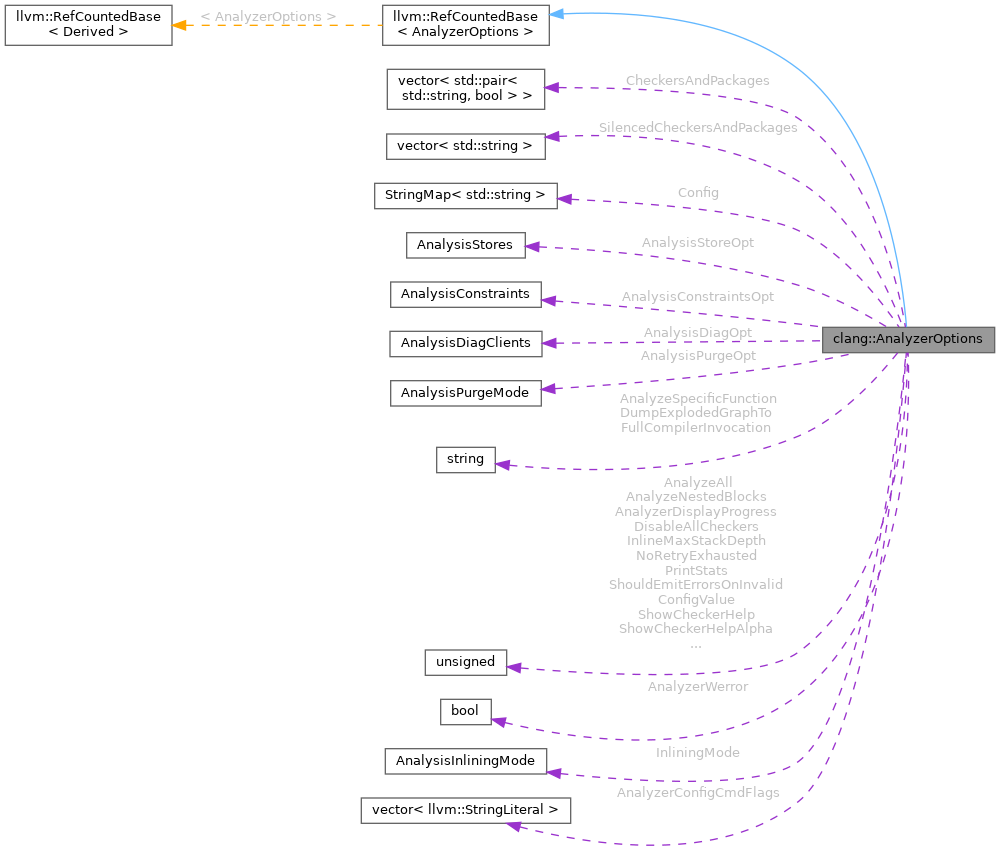 llvm::RefCountedBase
< Derived >
< AnalyzerOptions >
llvm::RefCountedBase
< AnalyzerOptions >
vector< std::pair<
std::string, bool > >
CheckersAndPackages
vector< std::string >
SilencedCheckersAndPackages
StringMap< std::string >
Config
AnalysisStores
AnalysisStoreOpt
AnalysisConstraints
AnalysisConstraintsOpt
clang::AnalyzerOptions
AnalysisDiagClients
AnalysisDiagOpt
AnalysisPurgeMode
AnalysisPurgeOpt
string
AnalyzeSpecificFunction
DumpExplodedGraphTo
FullCompilerInvocation
unsigned
AnalyzeAll
AnalyzeNestedBlocks
AnalyzerDisplayProgress
DisableAllCheckers
InlineMaxStackDepth
NoRetryExhausted
PrintStats
ShouldEmitErrorsOnInvalid
ConfigValue
ShowCheckerHelp
ShowCheckerHelpAlpha
...
bool
AnalyzerWerror
AnalysisInliningMode
InliningMode
vector< llvm::StringLiteral >
AnalyzerConfigCmdFlags